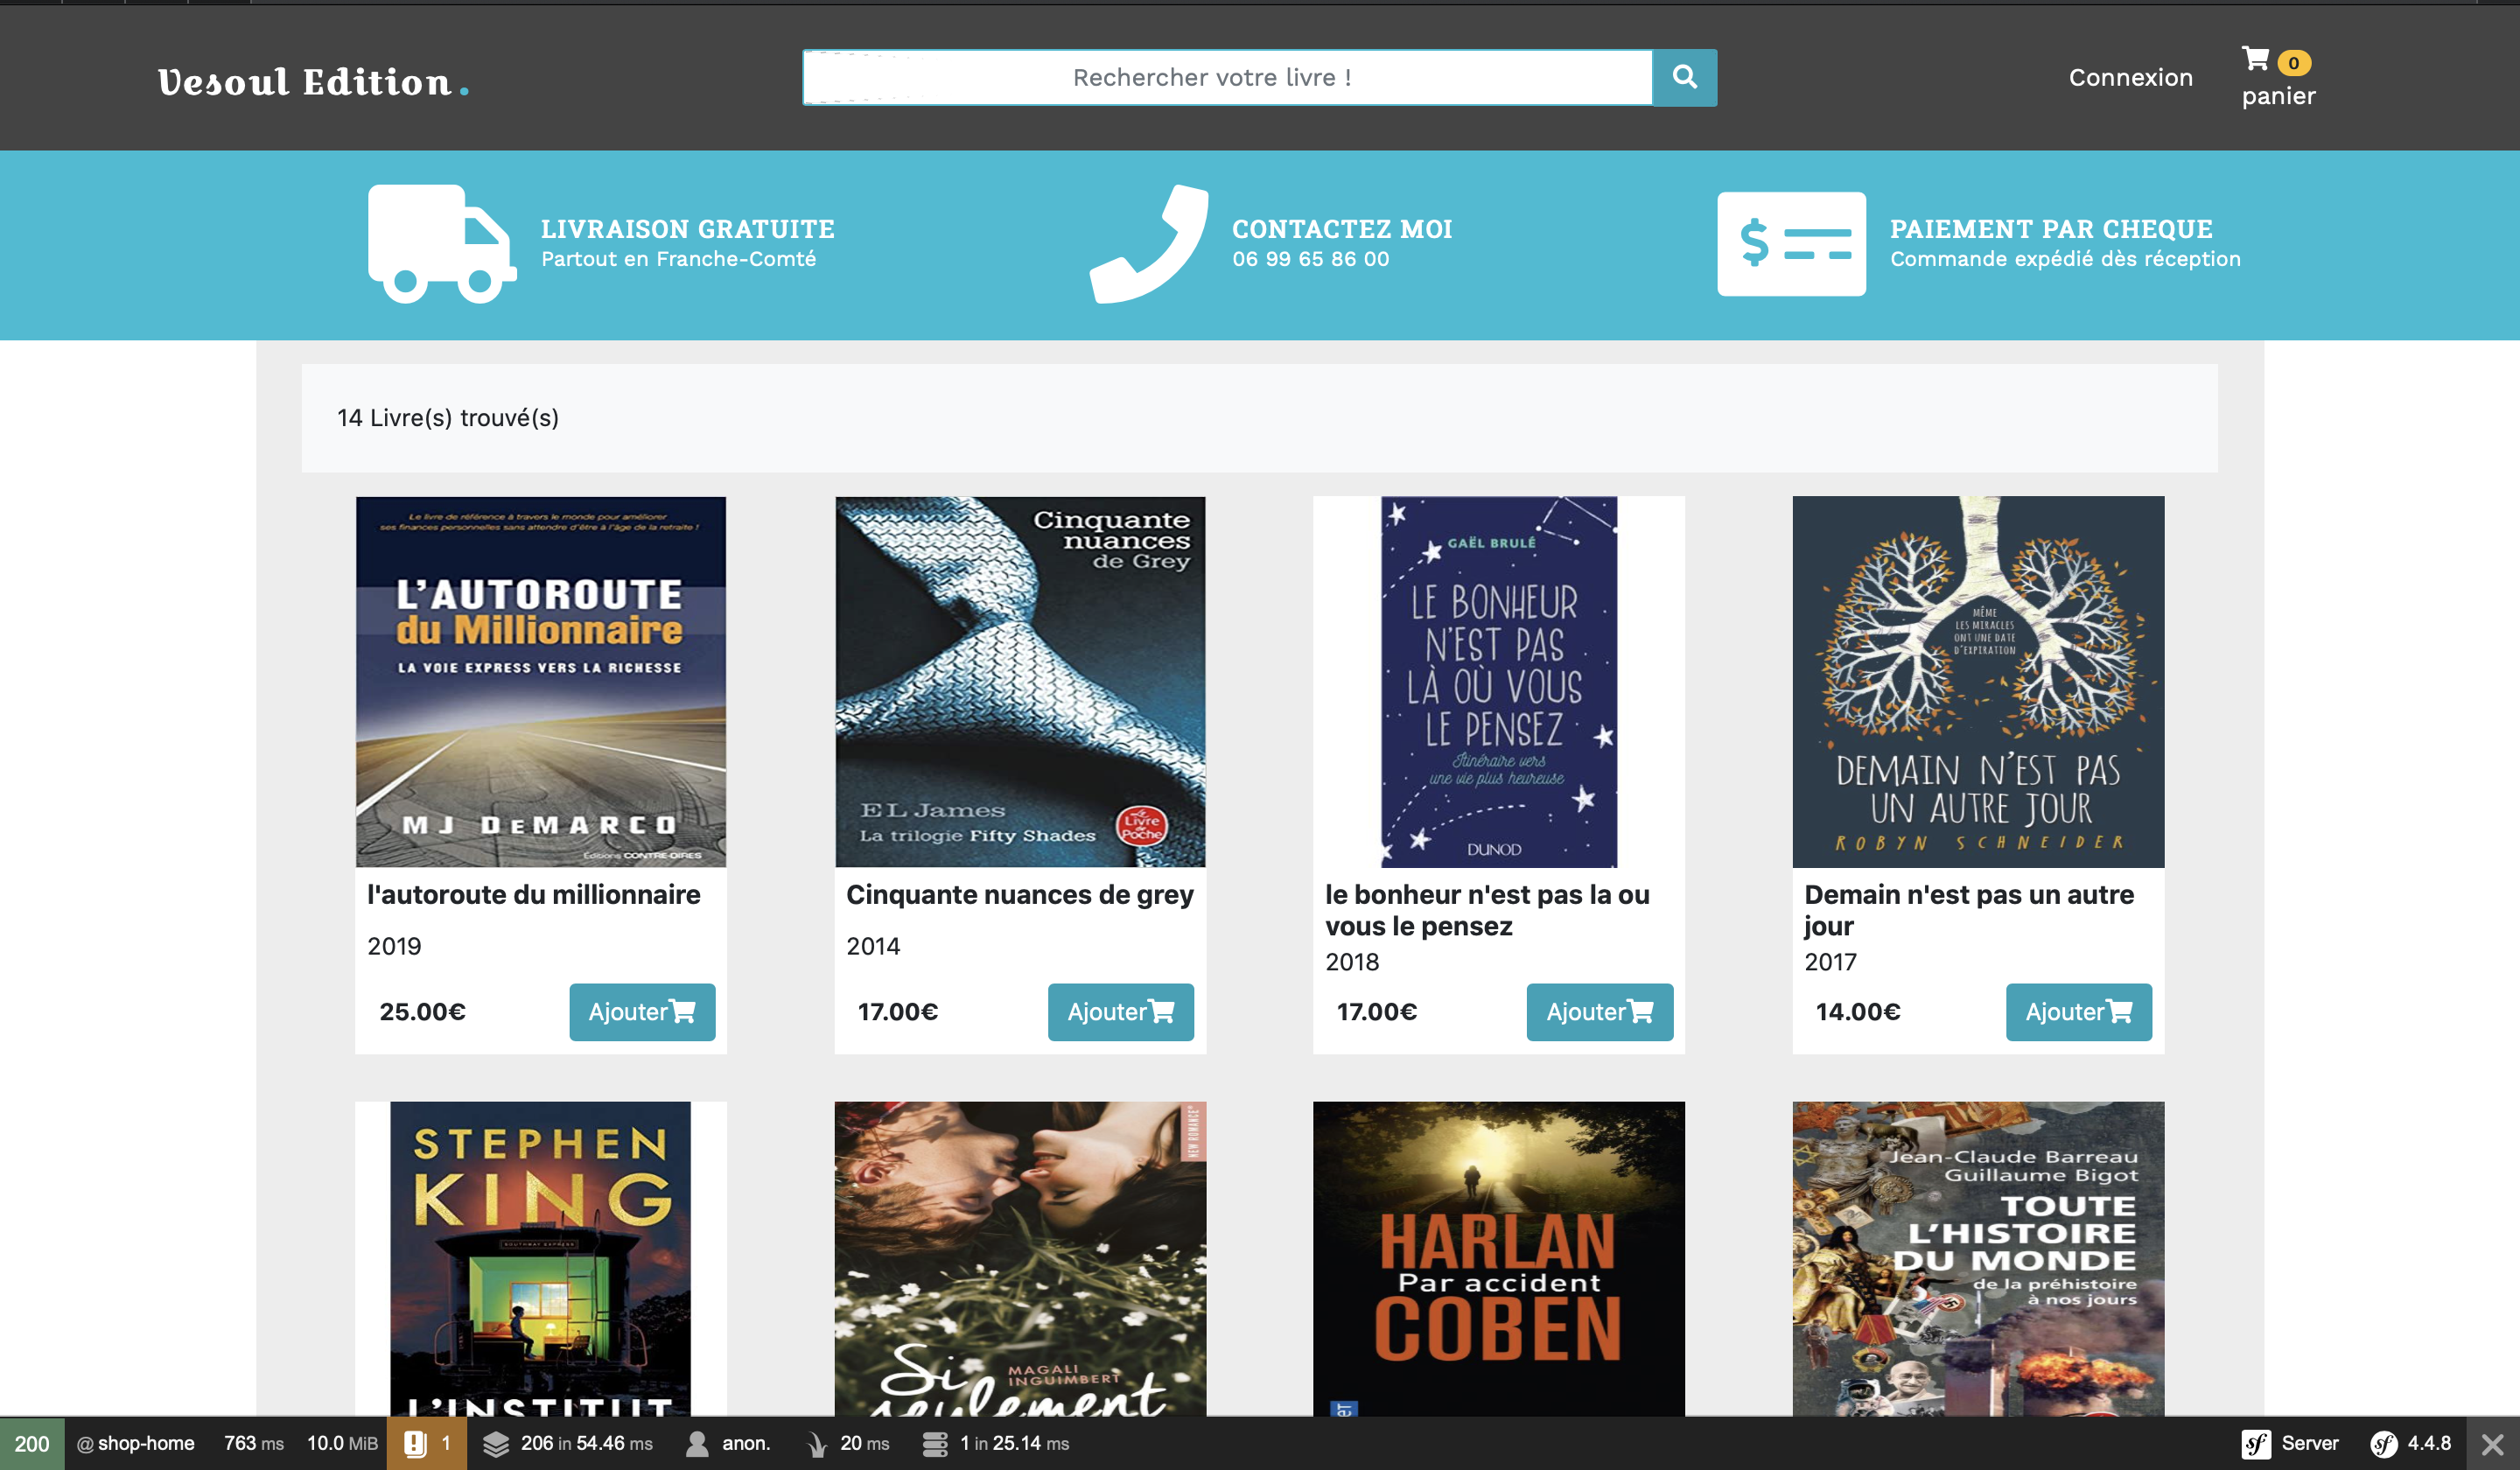 Vesoul Edition.
Rechercher votre livre !
Connexion
0
panier
LIVRAISON GRATUITE
Partout en Franche-Comté
CONTACTEZ MOI
06 99 65 86 00
PAIEMENT PAR CHEQUE
Commande expédié dès réception
14 Livre(s) trouvé(s)
Le livre de référence à travers le monde pour améliorer
ses finances personnelles sans attendre d'être à l'âge de la retraite !
L'AUTOROUTE
du Millionnaire
LA VOIE EXPRESS VERS LA RICHESSE
MJ DEMARCO
Éditions CONTRE-DIRES
l'autoroute du millionnaire
2019
25.00€
Ajouter
Cinquante
nuances
de Grey
EL James
La trilogie Fifty Shades
Le
Livre
de
Poche
Cinquante nuances de grey
2014
17.00€
Ajouter
GAËL BRULÉ
LE BONHEUR
N'EST PAS
LÀ OÙ VOUS
LE PENSEZ
Itinéraire vers
une vie plus heureuse
DUNOD
le bonheur n'est pas la ou
vous le pensez
2018
17.00€
Ajouter
MÊME
LES MIRACLES
ONT UNE DATE
D'EXPIRATION
DEMAIN N'EST PAS
UN AUTRE JOUR
ROBYN SCHNEIDER
Demain n'est pas un autre
jour
2017
14.00€
Ajouter
STEPHEN
KING
L'INSTITUT
NEW ROMANCE
Si
MAGALI
INGUIMBERT
seulement
HARLAN
Par accident
COBEN
Jean-Claude Barreau
Guillaume Bigot
TOUTE
L'HISTOIRE
DU MONDE
de la préhistoire
à nos jours
200
@ shop-home
763 ms
10.0 MiB
1
206 in 54.46 ms
anon.
20 ms
1 in 25.14 ms
sf Server
sf 4.4.8